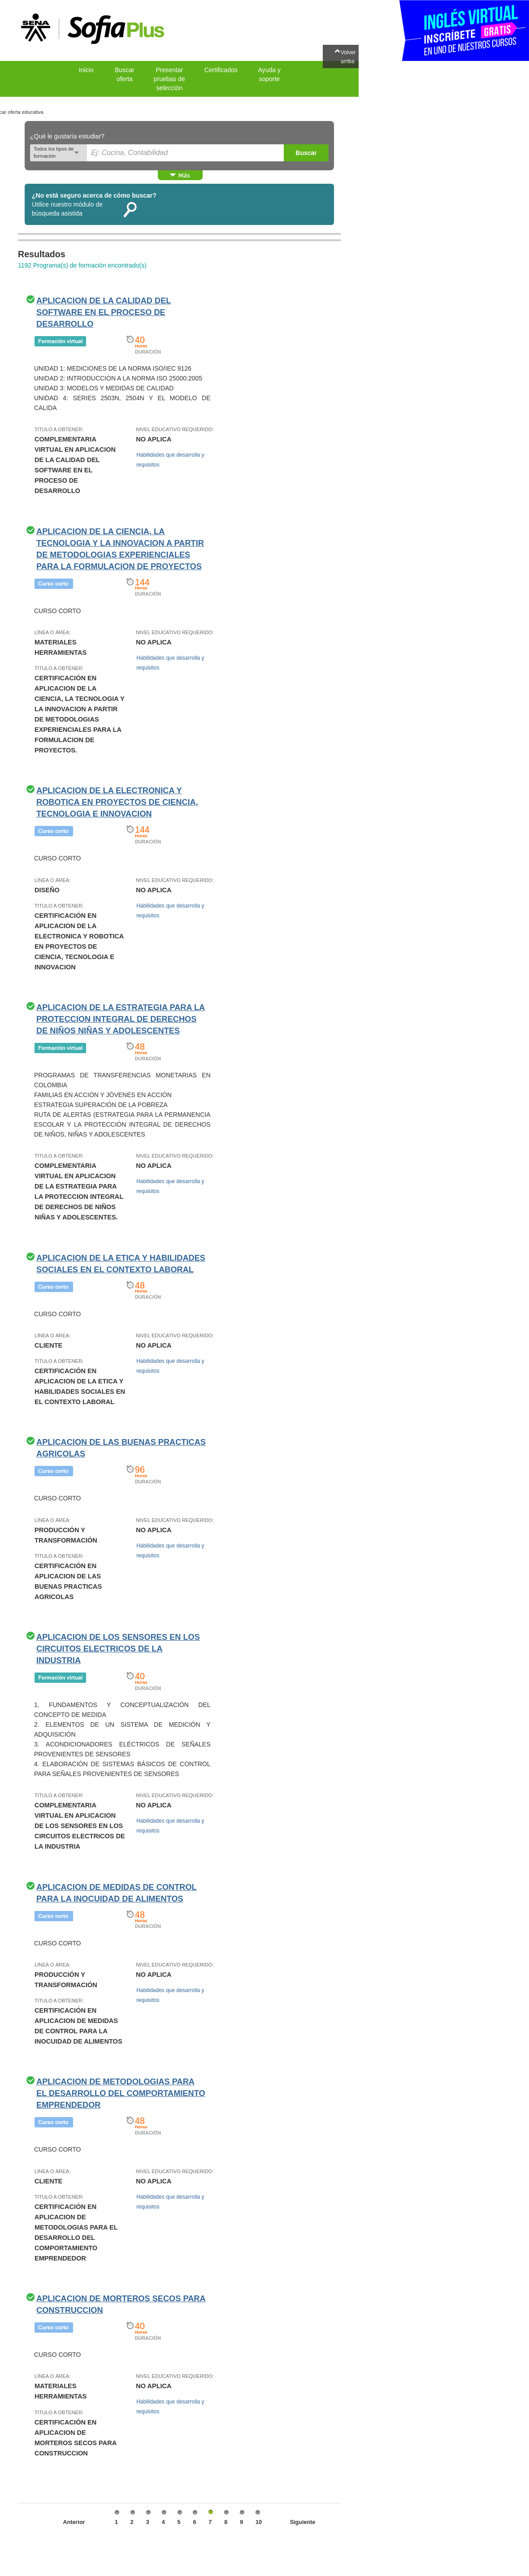 SENA
Sofia Plus
INGLÉS VIRTUAL
INSCRÍBETE GRATIS
EN UNO DE NUESTROS CURSOS
Volver
arriba
Inicio
Buscar
oferta
Presentar
pruebas de
selección
Certificados
Ayuda y
soporte
car oferta educativa
¿Qué le gustaría estudiar?
Todos los tipos de
formación
Ej: Cocina, Contabilidad
Buscar
Más
¿No está seguro acerca de cómo buscar?
Utilice nuestro módulo de
búsqueda asistida
Resultados
1192 Programa(s) de formación encontrado(s)
APLICACION DE LA CALIDAD DEL
SOFTWARE EN EL PROCESO DE
DESARROLLO
Formación virtual
40
Horas
DURACIÓN
UNIDAD 1: MEDICIONES DE LA NORMA ISO/IEC 9126
UNIDAD 2: INTRODUCCIÓN A LA NORMA ISO 25000:2005
UNIDAD 3: MODELOS Y MEDIDAS DE CALIDAD
UNIDAD 4: SERIES 2503N, 2504N Y EL MODELO DE
CALIDA
TITULO A OBTENER:
COMPLEMENTARIA
VIRTUAL EN APLICACION
DE LA CALIDAD DEL
SOFTWARE EN EL
PROCESO DE
DESARROLLO
NIVEL EDUCATIVO REQUERIDO:
NO APLICA
Habilidades que desarrolla y
requisitos
APLICACION DE LA CIENCIA, LA
TECNOLOGIA Y LA INNOVACION A PARTIR
DE METODOLOGIAS EXPERIENCIALES
PARA LA FORMULACION DE PROYECTOS
Curso corto
144
Horas
DURACIÓN
CURSO CORTO
LÍNEA O ÁREA:
MATERIALES
HERRAMIENTAS
TITULO A OBTENER:
CERTIFICACIÓN EN
APLICACION DE LA
CIENCIA, LA TECNOLOGIA Y
LA INNOVACION A PARTIR
DE METODOLOGIAS
EXPERIENCIALES PARA LA
FORMULACION DE
PROYECTOS.
NIVEL EDUCATIVO REQUERIDO:
NO APLICA
Habilidades que desarrolla y
requisitos
APLICACION DE LA ELECTRONICA Y
ROBOTICA EN PROYECTOS DE CIENCIA,
TECNOLOGIA E INNOVACION
Curso corto
144
Horas
DURACIÓN
CURSO CORTO
LÍNEA O ÁREA:
DISEÑO
TITULO A OBTENER:
CERTIFICACIÓN EN
APLICACION DE LA
ELECTRONICA Y ROBOTICA
EN PROYECTOS DE
CIENCIA, TECNOLOGIA E
INNOVACION
NIVEL EDUCATIVO REQUERIDO:
NO APLICA
Habilidades que desarrolla y
requisitos
APLICACION DE LA ESTRATEGIA PARA LA
PROTECCION INTEGRAL DE DERECHOS
DE NIÑOS NIÑAS Y ADOLESCENTES
Formación virtual
48
Horas
DURACIÓN
PROGRAMAS DE TRANSFERENCIAS MONETARIAS EN
COLOMBIA
FAMILIAS EN ACCIÓN Y JÓVENES EN ACCIÓN
ESTRATEGIA SUPERACIÓN DE LA POBREZA
RUTA DE ALERTAS (ESTRATEGIA PARA LA PERMANENCIA
ESCOLAR Y LA PROTECCIÓN INTEGRAL DE DERECHOS
DE NIÑOS, NIÑAS Y ADOLESCENTES
TITULO A OBTENER:
COMPLEMENTARIA
VIRTUAL EN APLICACION
DE LA ESTRATEGIA PARA
LA PROTECCION INTEGRAL
DE DERECHOS DE NIÑOS
NIÑAS Y ADOLESCENTES.
NIVEL EDUCATIVO REQUERIDO:
NO APLICA
Habilidades que desarrolla y
requisitos
APLICACION DE LA ETICA Y HABILIDADES
SOCIALES EN EL CONTEXTO LABORAL
Curso corto
48
Horas
DURACIÓN
CURSO CORTO
LÍNEA O ÁREA:
CLIENTE
TITULO A OBTENER:
CERTIFICACIÓN EN
APLICACION DE LA ETICA Y
HABILIDADES SOCIALES EN
EL CONTEXTO LABORAL
NIVEL EDUCATIVO REQUERIDO:
NO APLICA
Habilidades que desarrolla y
requisitos
APLICACION DE LAS BUENAS PRACTICAS
AGRICOLAS
Curso corto
96
Horas
DURACIÓN
CURSO CORTO
LÍNEA O ÁREA:
PRODUCCIÓN Y
TRANSFORMACIÓN
TITULO A OBTENER:
CERTIFICACIÓN EN
APLICACION DE LAS
BUENAS PRACTICAS
AGRICOLAS
NIVEL EDUCATIVO REQUERIDO:
NO APLICA
Habilidades que desarrolla y
requisitos
APLICACION DE LOS SENSORES EN LOS
CIRCUITOS ELECTRICOS DE LA
INDUSTRIA
Formación virtual
40
Horas
DURACIÓN
1. FUNDAMENTOS Y CONCEPTUALIZACIÓN DEL
CONCEPTO DE MEDIDA
2. ELEMENTOS DE UN SISTEMA DE MEDICIÓN Y
ADQUISICIÓN
3. ACONDICIONADORES ELÉCTRICOS DE SEÑALES
PROVENIENTES DE SENSORES
4. ELABORACIÓN DE SISTEMAS BÁSICOS DE CONTROL
PARA SEÑALES PROVENIENTES DE SENSORES
TITULO A OBTENER:
COMPLEMENTARIA
VIRTUAL EN APLICACION
DE LOS SENSORES EN LOS
CIRCUITOS ELECTRICOS DE
LA INDUSTRIA
NIVEL EDUCATIVO REQUERIDO:
NO APLICA
Habilidades que desarrolla y
requisitos
APLICACION DE MEDIDAS DE CONTROL
PARA LA INOCUIDAD DE ALIMENTOS
Curso corto
48
Horas
DURACIÓN
CURSO CORTO
LÍNEA O ÁREA:
PRODUCCIÓN Y
TRANSFORMACIÓN
TITULO A OBTENER:
CERTIFICACIÓN EN
APLICACION DE MEDIDAS
DE CONTROL PARA LA
INOCUIDAD DE ALIMENTOS
NIVEL EDUCATIVO REQUERIDO:
NO APLICA
Habilidades que desarrolla y
requisitos
APLICACION DE METODOLOGIAS PARA
EL DESARROLLO DEL COMPORTAMIENTO
EMPRENDEDOR
Curso corto
48
Horas
DURACIÓN
CURSO CORTO
LÍNEA O ÁREA:
CLIENTE
TITULO A OBTENER:
CERTIFICACIÓN EN
APLICACION DE
METODOLOGIAS PARA EL
DESARROLLO DEL
COMPORTAMIENTO
EMPRENDEDOR
NIVEL EDUCATIVO REQUERIDO:
NO APLICA
Habilidades que desarrolla y
requisitos
APLICACION DE MORTEROS SECOS PARA
CONSTRUCCION
Curso corto
40
Horas
DURACIÓN
CURSO CORTO
LÍNEA O ÁREA:
MATERIALES
HERRAMIENTAS
TITULO A OBTENER:
CERTIFICACIÓN EN
APLICACION DE
MORTEROS SECOS PARA
CONSTRUCCION
NIVEL EDUCATIVO REQUERIDO:
NO APLICA
Habilidades que desarrolla y
requisitos
Anterior 1 2 3 4 5 6 7 8 9 10 Siguiente